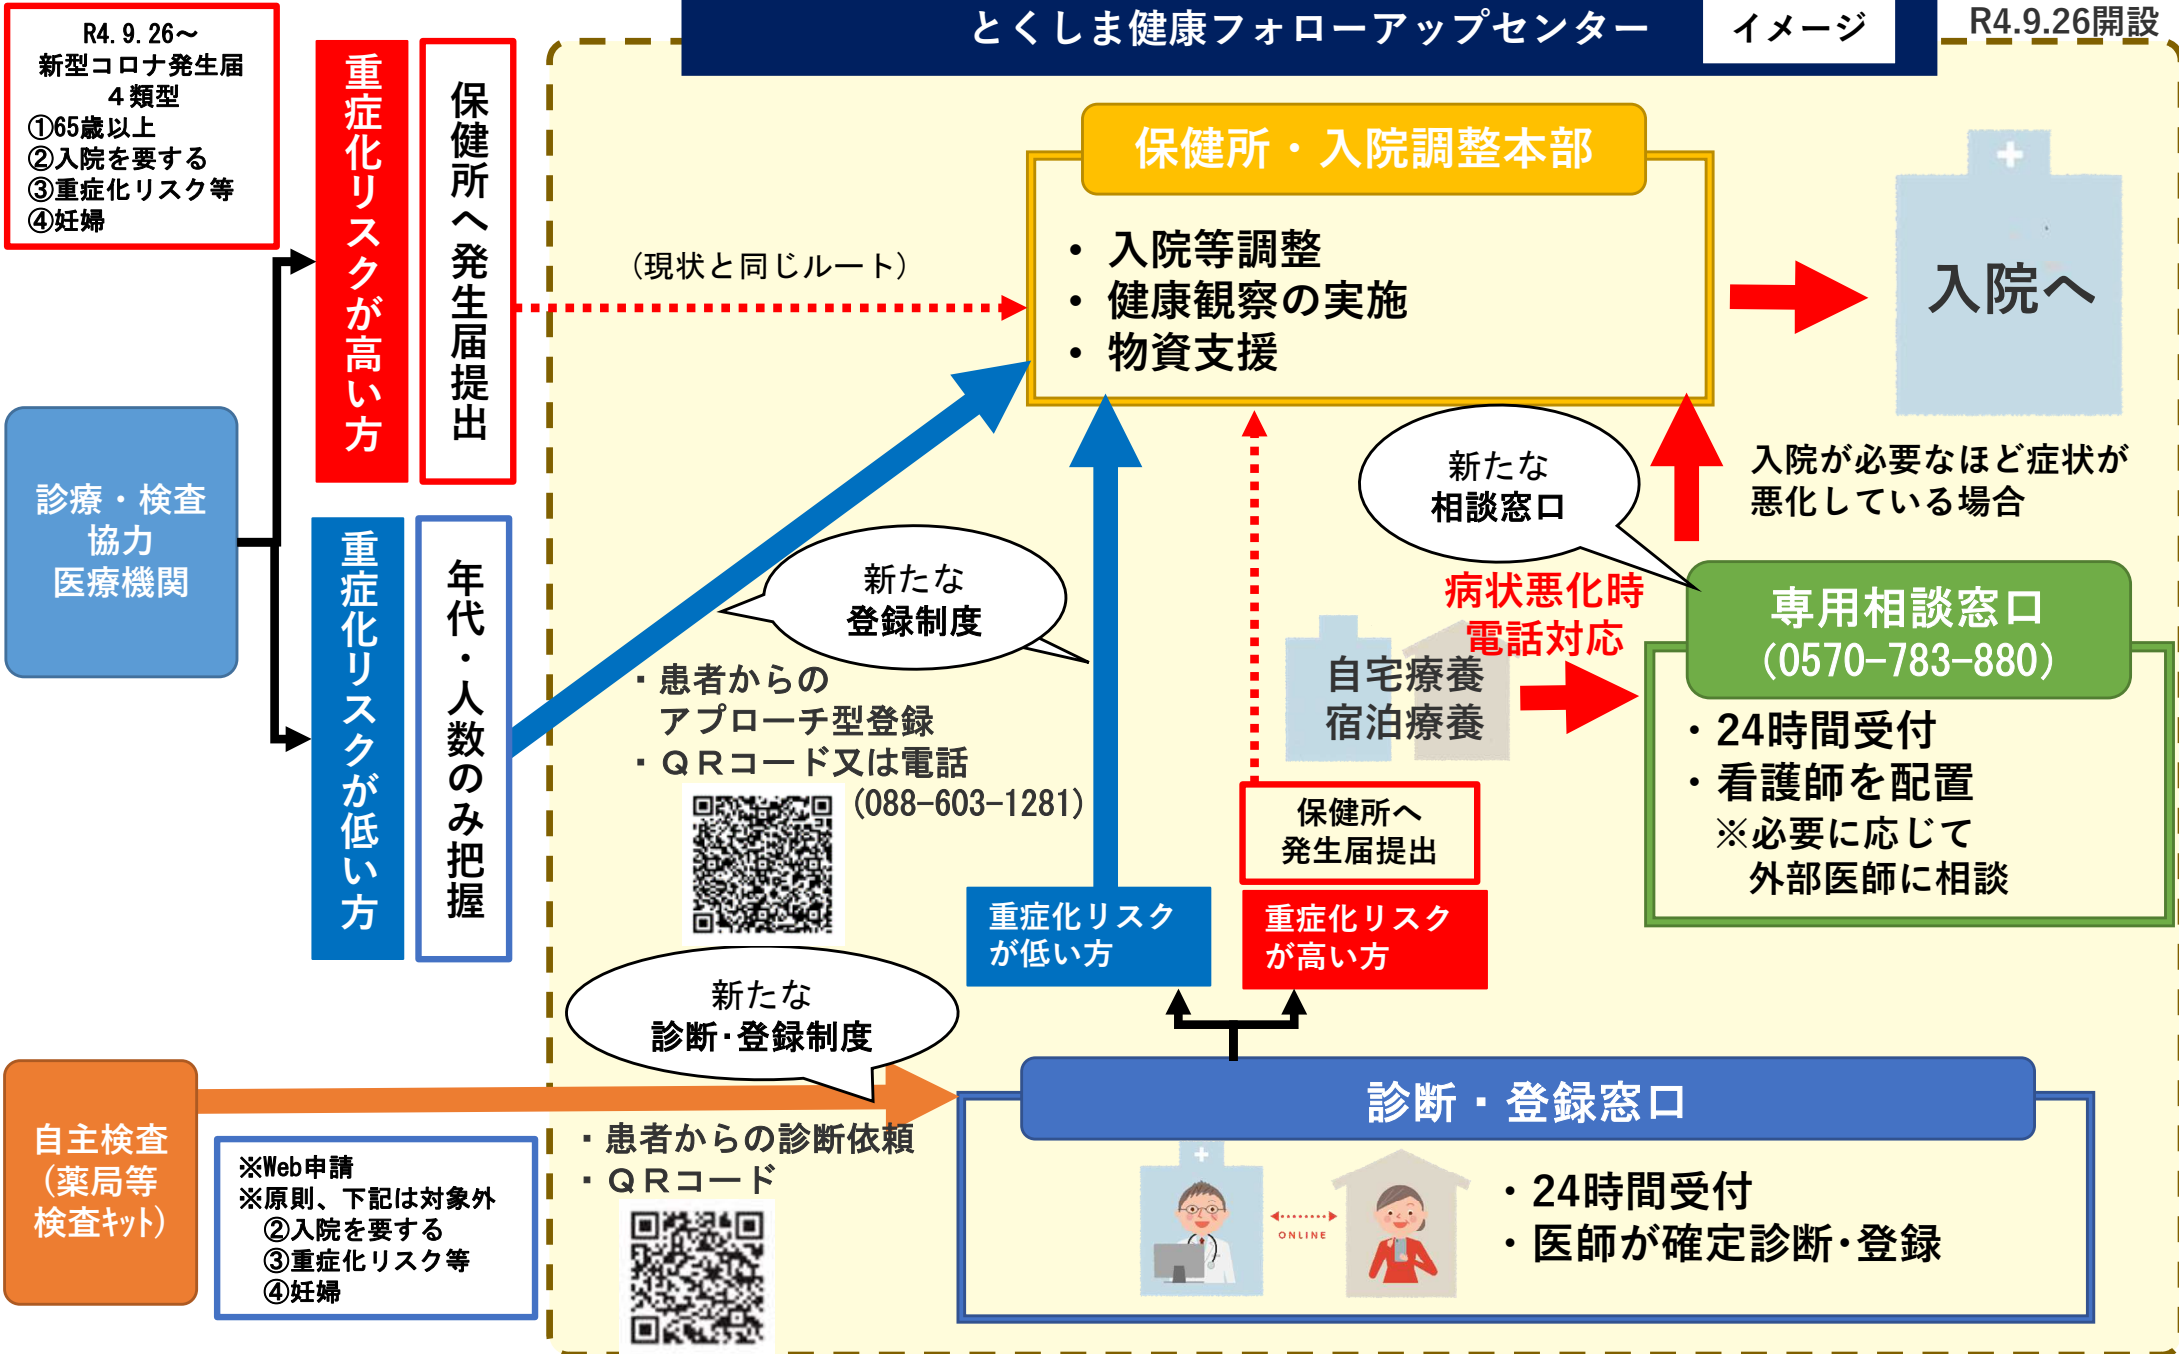 とくしま健康フォローアップセンター
イメージ
R4.9.26開設
R4.9.26～
新型コロナ発生届
４類型
①65歳以上
②入院を要する
③重症化リスク等
④妊婦
重症化リスクが高い方
保健所へ発生届提出
（現状と同じルート）
保健所・入院調整本部
・ 入院等調整
・ 健康観察の実施
・ 物資支援
入院へ
入院が必要なほど症状が
悪化している場合
診療・検査
協力
医療機関
重症化リスクが低い方
年代・人数のみ把握
新たな
登録制度
・患者からの
アプローチ型登録
・ＱＲコード又は電話
(088-603-1281)
新たな
相談窓口
病状悪化時
電話対応
自宅療養
宿泊療養
専用相談窓口
(0570-783-880)
・24時間受付
・看護師を配置
※必要に応じて
外部医師に相談
保健所へ
発生届提出
重症化リスク
が低い方
重症化リスク
が高い方
新たな
診断･登録制度
自主検査
(薬局等
検査ｷｯﾄ)
※Web申請
※原則、下記は対象外
②入院を要する
③重症化リスク等
④妊婦
・患者からの診断依頼
・ＱＲコード
診断・登録窓口
ONLINE
・24時間受付
・医師が確定診断･登録